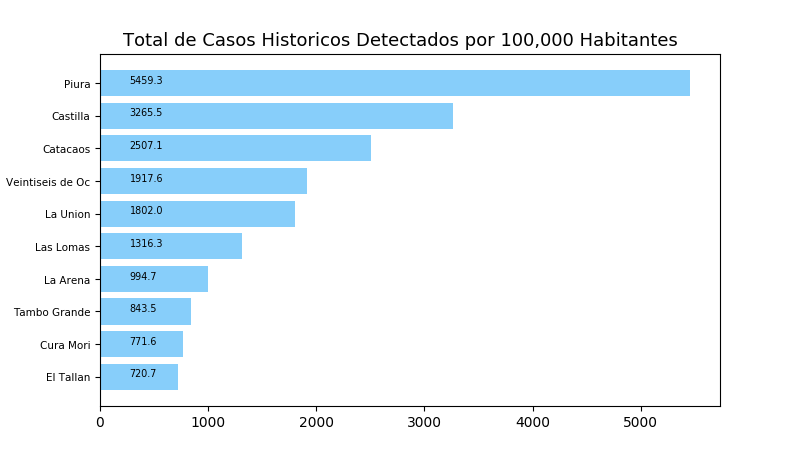 Total de Casos Historicos Detectados por 100,000 Habitantes
Piura 5459.3
Castilla 3265.5
Catacaos 2507.1
Veintiseis de Oc 1917.6
La Union 1802.0
Las Lomas 1316.3
La Arena 994.7
Tambo Grande 843.5
Cura Mori 771.6
El Tallan 720.7
0 1000 2000 3000 4000 5000